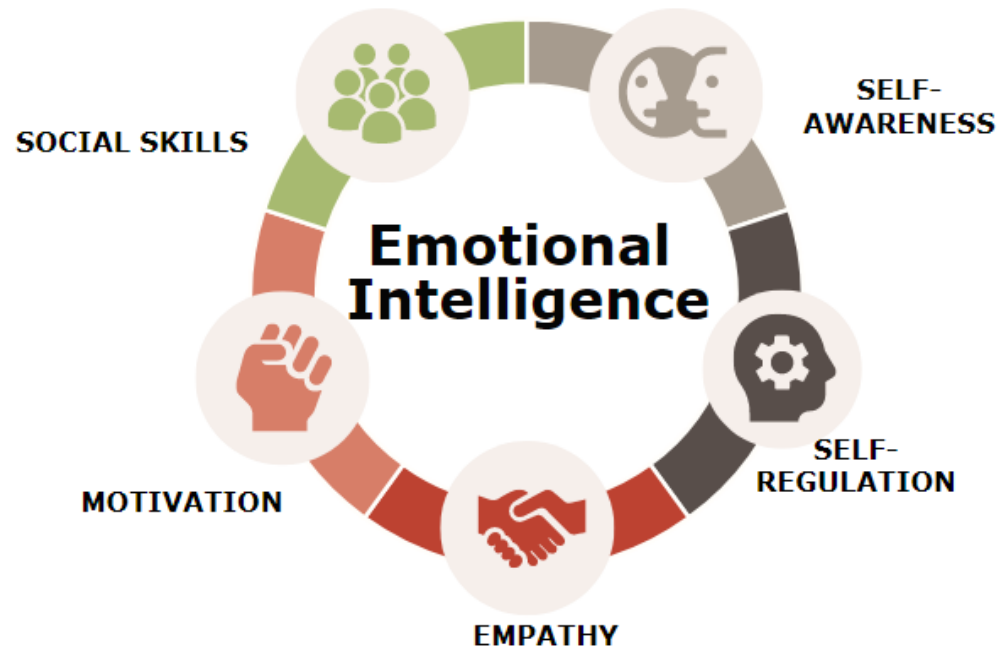 SELF-
AWARENESS
SOCIAL SKILLS
Emotional
Intelligence
SELF-
REGULATION
MOTIVATION
EMPATHY